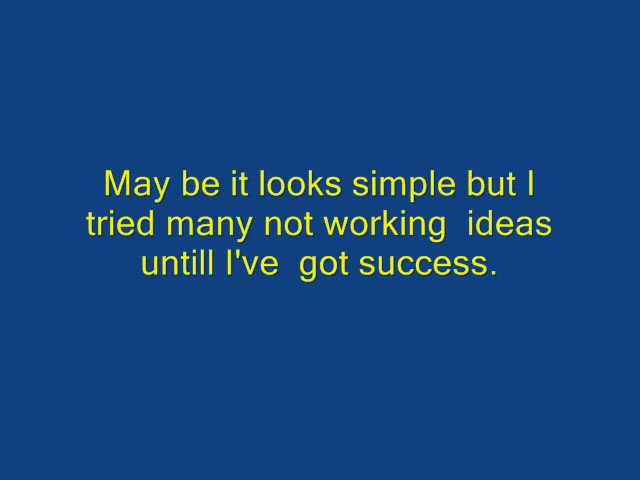 May be it looks simple but I
tried many not working  ideas
untill I've  got success.